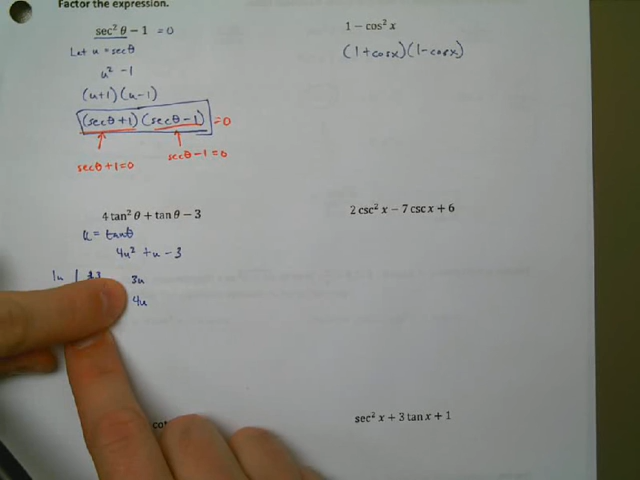 Factor the expression.
sec² θ − 1 = 0
Let u = secθ
u² − 1
(u+1)(u−1)
(secθ+1)(secθ−1) = 0
secθ+1=0
secθ−1=0
1 − cos² x
(1+cosx)(1−cosx)
4 tan² θ + tan θ − 3
u = tanθ
4u² + u − 3
1u
3u
4u
2 csc² x − 7 csc x + 6
cot
sec² x + 3 tan x + 1